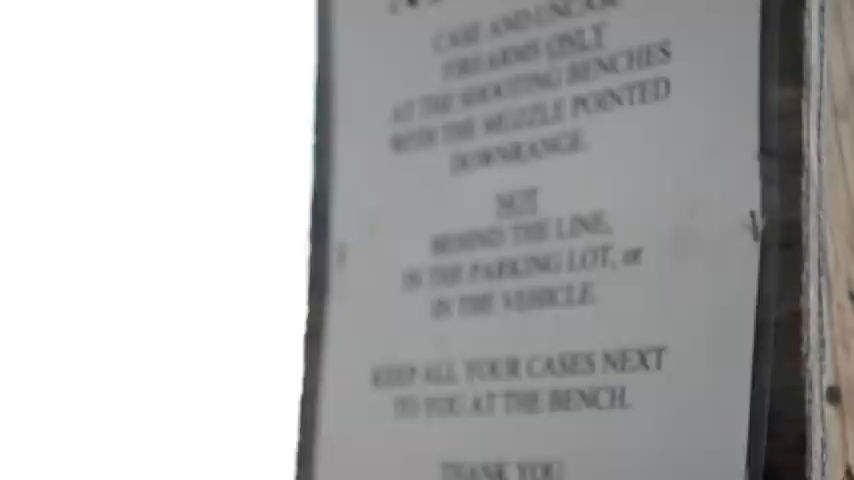 CASE AND UNCASE
FIREARMS ONLY
AT THE SHOOTING BENCHES
WITH THE MUZZLE POINTED
DOWNRANGE.
NOT
BEHIND THE LINE,
IN THE PARKING LOT, or
IN THE VEHICLE.
KEEP ALL YOUR CASES NEXT
TO YOU AT THE BENCH.
THANK YOU